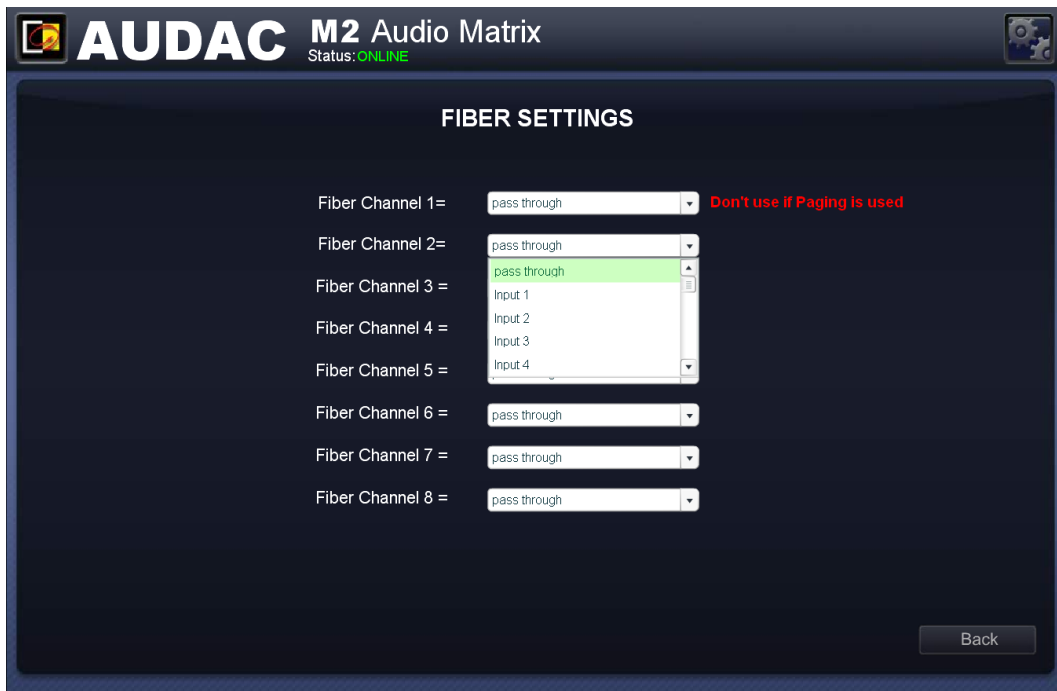 AUDAC M2 Audio Matrix
Status:ONLINE
FIBER SETTINGS
Fiber Channel 1= pass through Don't use if Paging is used
Fiber Channel 2= pass through
pass through
Fiber Channel 3 = Input 1
Input 2
Fiber Channel 4 = Input 3
Input 4
Fiber Channel 5 =
Fiber Channel 6 = pass through
Fiber Channel 7 = pass through
Fiber Channel 8 = pass through
Back